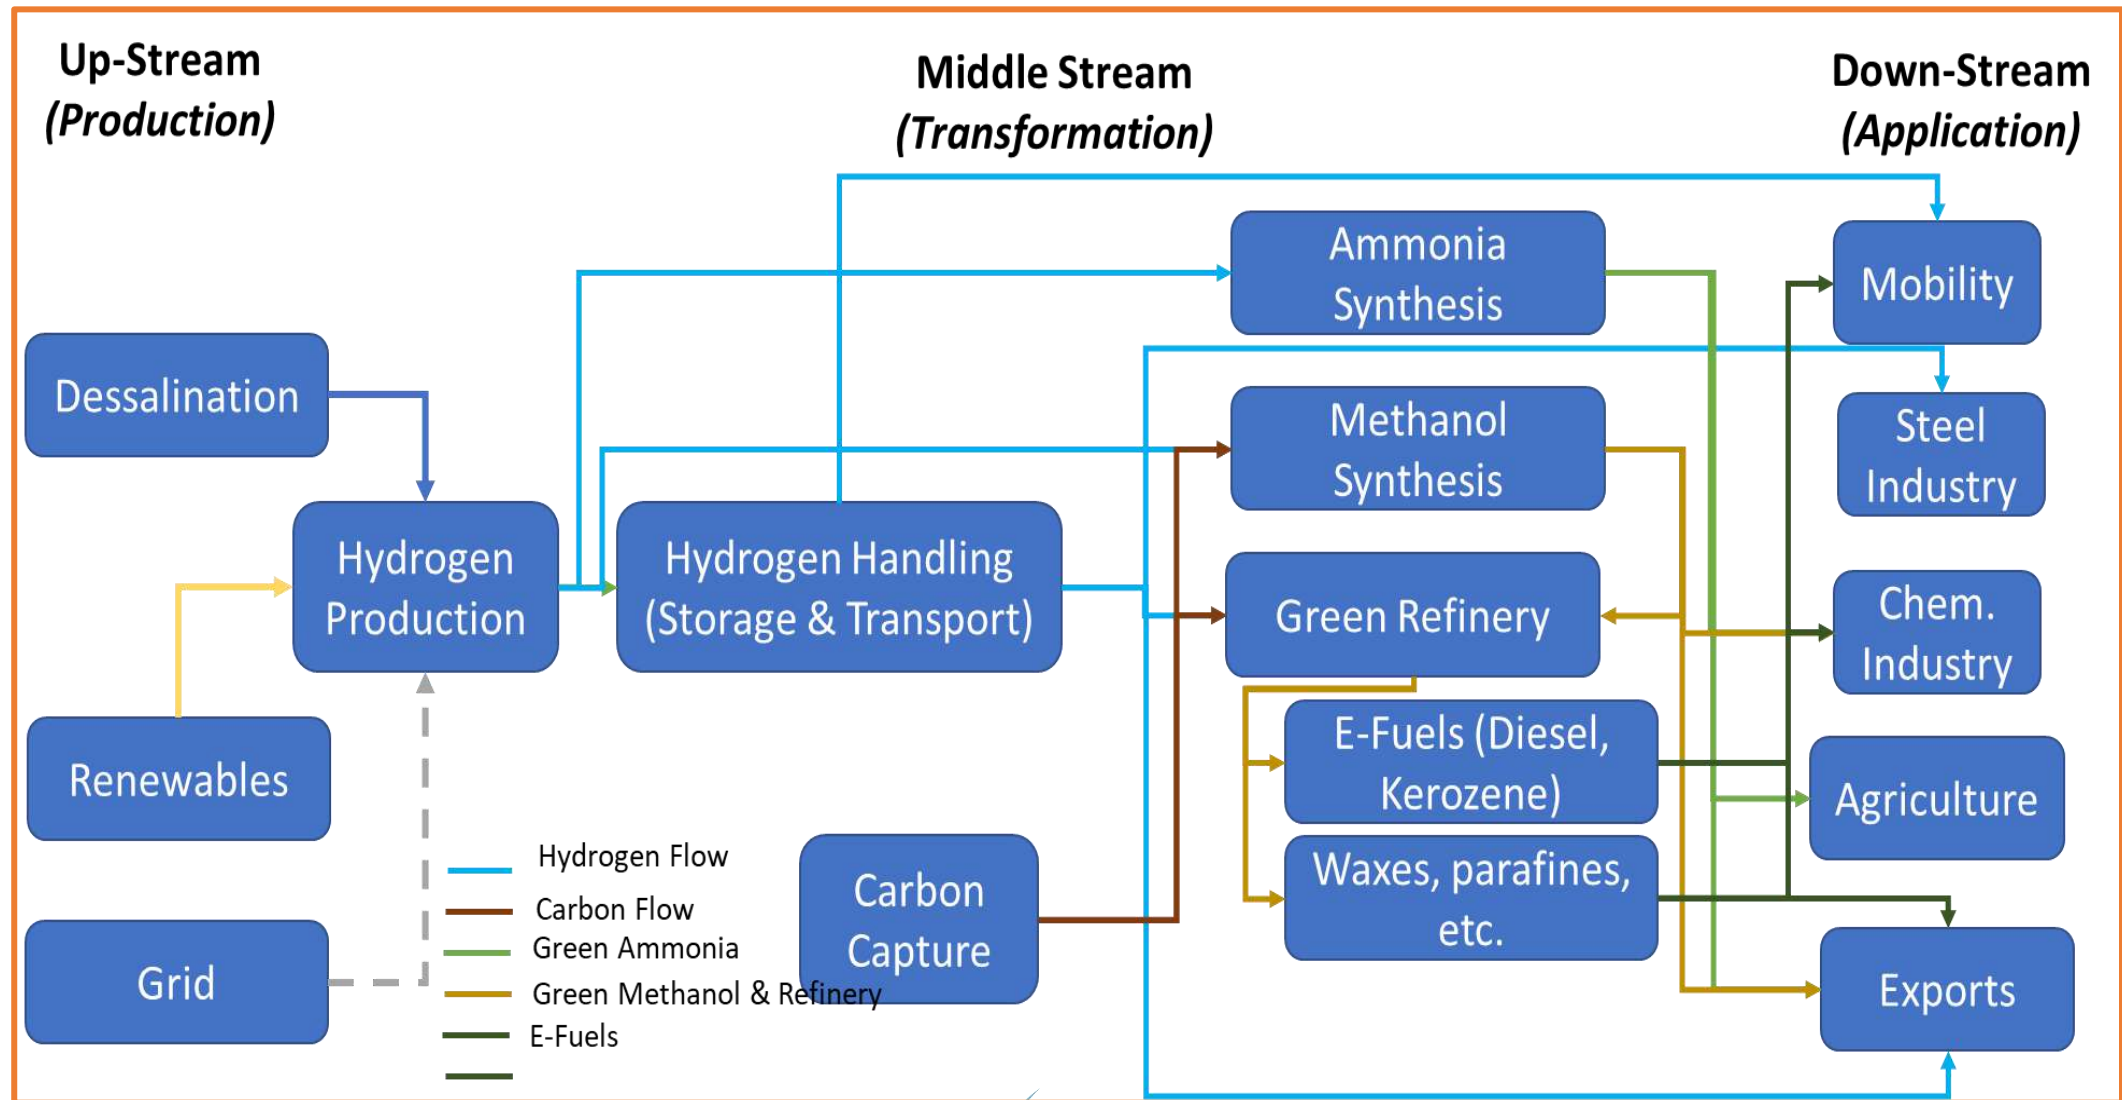 Up-Stream
(Production)
Middle Stream
(Transformation)
Down-Stream
(Application)
Ammonia
Synthesis
Mobility
Dessalination
Methanol
Synthesis
Steel
Industry
Hydrogen
Production
Hydrogen Handling
(Storage & Transport)
Green Refinery
Chem.
Industry
Renewables
E-Fuels (Diesel,
Kerozene)
Agriculture
Waxes, parafines,
etc.
Carbon
Capture
Grid
Exports
Hydrogen Flow
Carbon Flow
Green Ammonia
Green Methanol & Refinery
E-Fuels